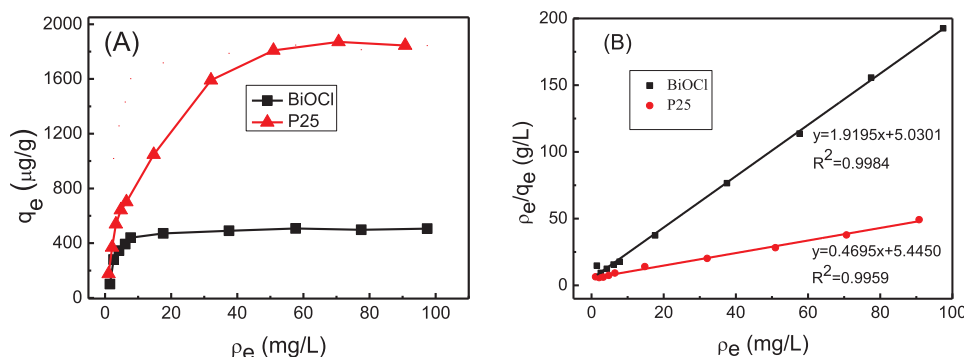 (A)
2000
1600
1200
800
400
0
qe (μg/g)
BiOCl
P25
0 20 40 60 80 100
ρe (mg/L)
(B)
200
150
100
50
0
ρe/qe (g/L)
BiOCl
P25
y=1.9195x+5.0301
R²=0.9984
y=0.4695x+5.4450
R²=0.9959
0 20 40 60 80 100
ρe (mg/L)